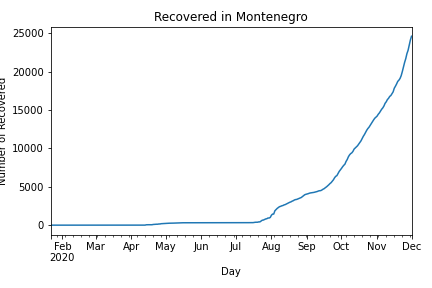 Recovered in Montenegro
25000
20000
15000
10000
5000
0
Number of Recovered
Feb Mar Apr May Jun Jul Aug Sep Oct Nov Dec
2020
Day